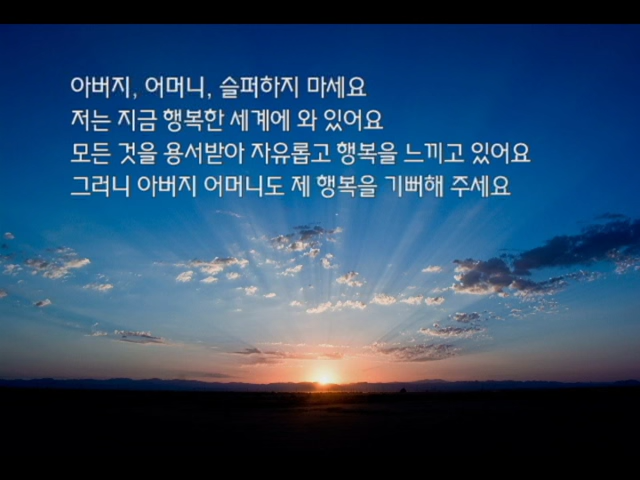 아버지, 어머니, 슬퍼하지 마세요
저는 지금 행복한 세계에 와 있어요
모든 것을 용서받아 자유롭고 행복을 느끼고 있어요
그러니 아버지 어머니도 제 행복을 기뻐해 주세요